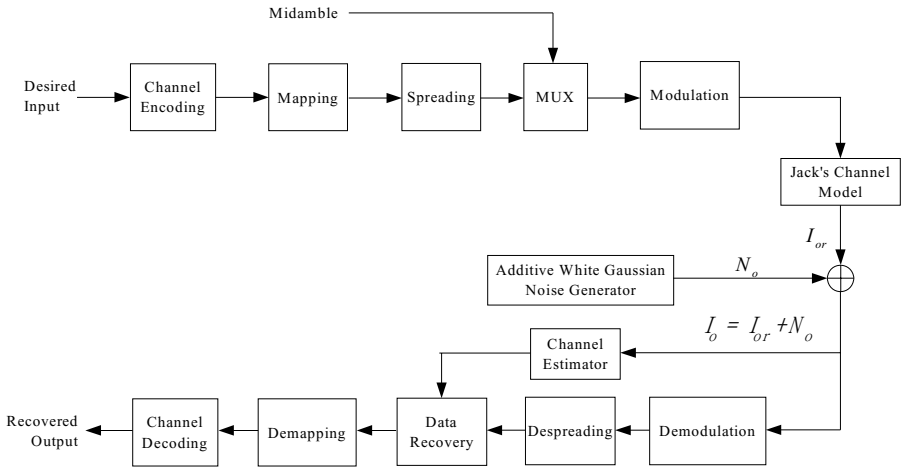 Midamble
Desired
Input
Channel
Encoding
Mapping
Spreading
MUX
Modulation
Jack's Channel
Model
I_or
Additive White Gaussian
Noise Generator
N_o
I_o = I_or + N_o
Channel
Estimator
Recovered
Output
Channel
Decoding
Demapping
Data
Recovery
Despreading
Demodulation